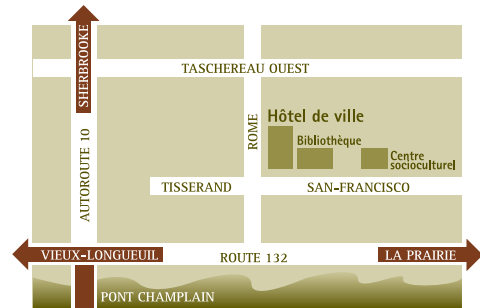 SHERBROOKE
TASCHEREAU OUEST
AUTOROUTE 10
ROME
Hôtel de ville
Bibliothèque
Centre
socioculturel
TISSERAND
SAN-FRANCISCO
VIEUX-LONGUEUIL
ROUTE 132
LA PRAIRIE
PONT CHAMPLAIN